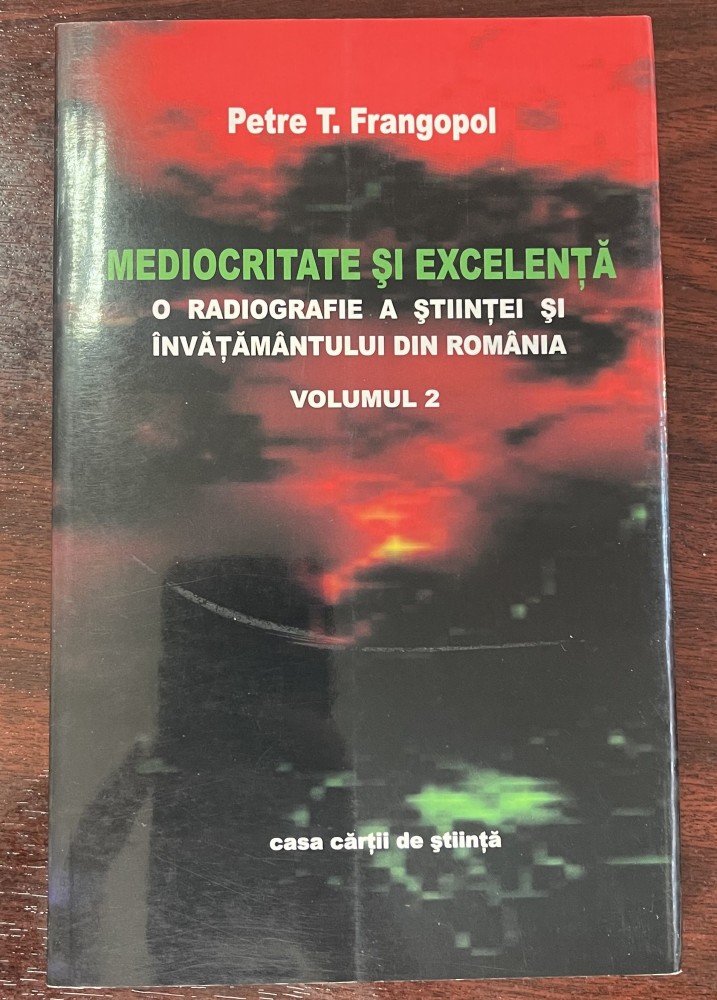 Petre T. Frangopol
MEDIOCRITATE ŞI EXCELENŢĂ
O RADIOGRAFIE A ŞTIINŢEI ŞI
ÎNVĂŢĂMÂNTULUI DIN ROMÂNIA
VOLUMUL 2
casa cărţii de ştiinţă